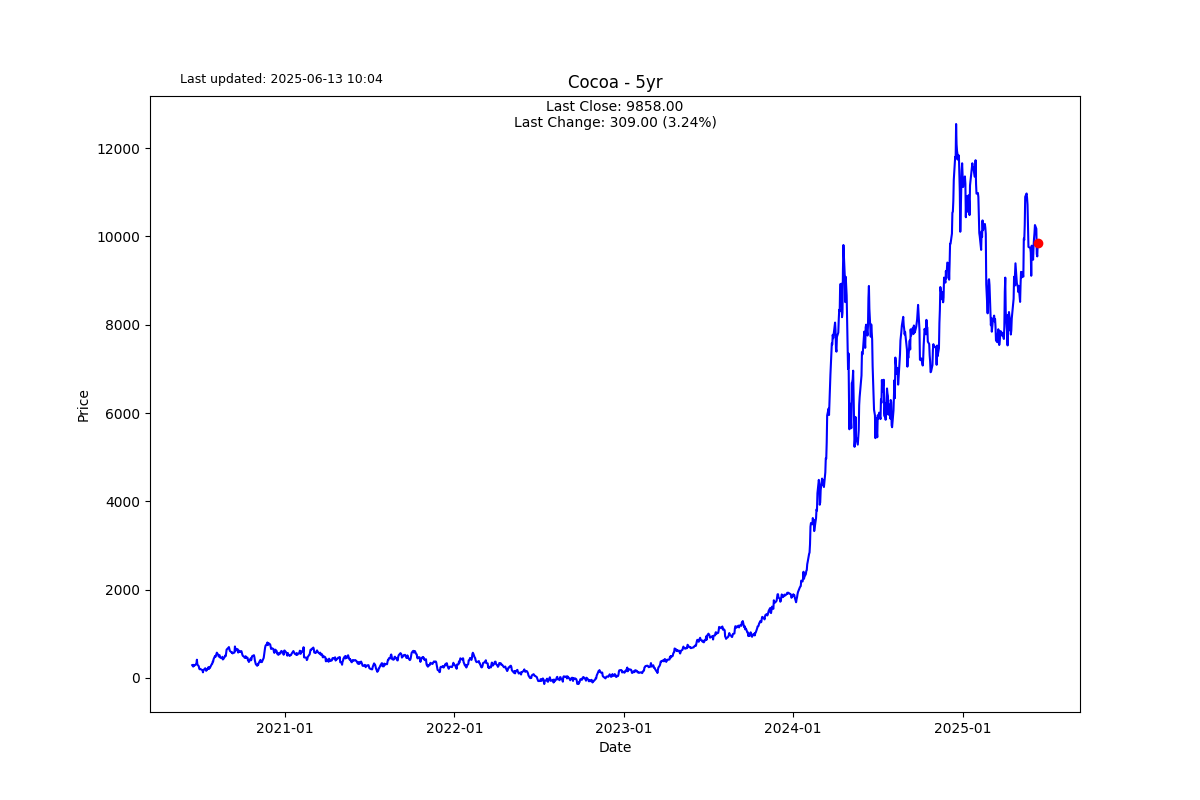 Last updated: 2025-06-13 10:04
Cocoa - 5yr
Last Close: 9858.00
Last Change: 309.00 (3.24%)
12000
10000
8000
6000
4000
2000
0
Price
2021-01
2022-01
2023-01
2024-01
2025-01
Date